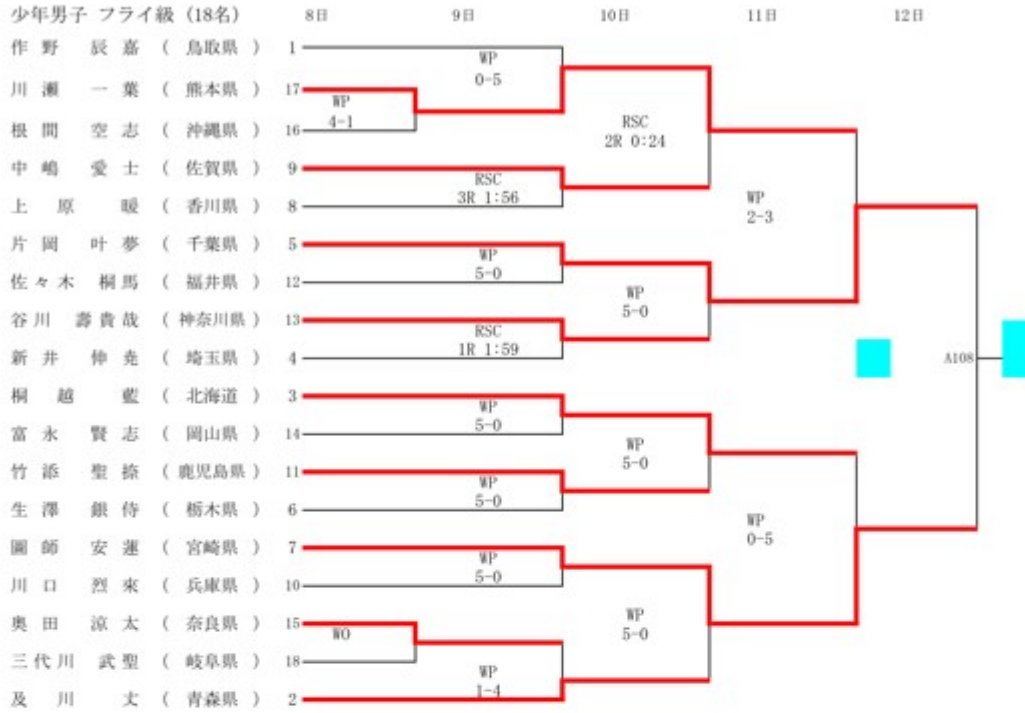 少年男子 フライ級 (18名) 8日 9日 10日 11日 12日
作野 辰嘉 ( 鳥取県 ) 1
WP
0-5
川瀬 一葉 ( 熊本県 ) 17
WP
4-1
根間 空志 ( 沖縄県 ) 16
RSC
2R 0:24
中嶋 愛士 ( 佐賀県 ) 9
RSC
3R 1:56
上原 暖 ( 香川県 ) 8
WP
2-3
片岡 叶夢 ( 千葉県 ) 5
WP
5-0
佐々木 桐馬 ( 福井県 ) 12
WP
5-0
谷川 壽貴哉 ( 神奈川県 ) 13
RSC
1R 1:59
新井 伸尭 ( 埼玉県 ) 4
A108
桐越 藍 ( 北海道 ) 3
WP
5-0
富永 賢志 ( 岡山県 ) 14
WP
5-0
竹添 聖捺 ( 鹿児島県 ) 11
WP
5-0
生澤 銀侍 ( 栃木県 ) 6
WP
0-5
圖師 安蓮 ( 宮崎県 ) 7
WP
5-0
川口 烈來 ( 兵庫県 ) 10
WP
5-0
奥田 涼太 ( 奈良県 ) 15
WO
三代川 武聖 ( 岐阜県 ) 18
WP
1-4
及川 丈 ( 青森県 ) 2